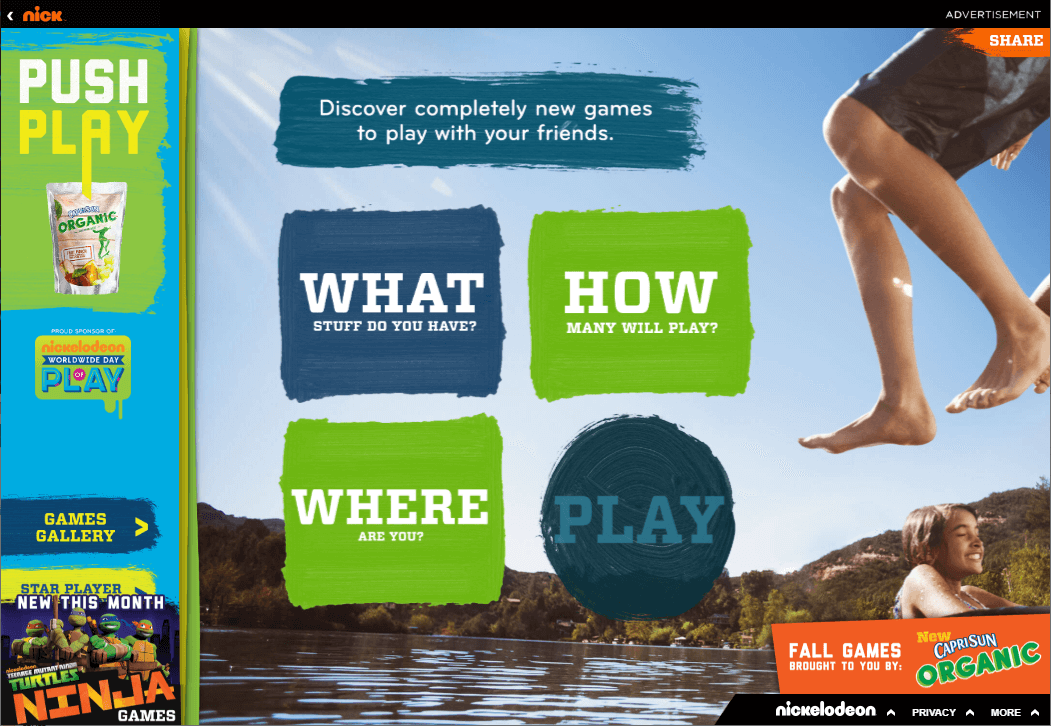 nick
ADVERTISEMENT
SHARE
PUSH
PLAY
CAPRISUN
ORGANIC
PROUD SPONSOR OF
nickelodeon
WORLDWIDE DAY
OF
PLAY
GAMES
GALLERY
>
STAR PLAYER
NEW THIS MONTH
nickelodeon
TEENAGE MUTANT NINJA
TURTLES
NINJA
GAMES
Discover completely new games
to play with your friends.
WHAT
STUFF DO YOU HAVE?
HOW
MANY WILL PLAY?
WHERE
ARE YOU?
PLAY
FALL GAMES
BROUGHT TO YOU BY:
New
CAPRISUN
ORGANIC
nickelodeon
PRIVACY
MORE